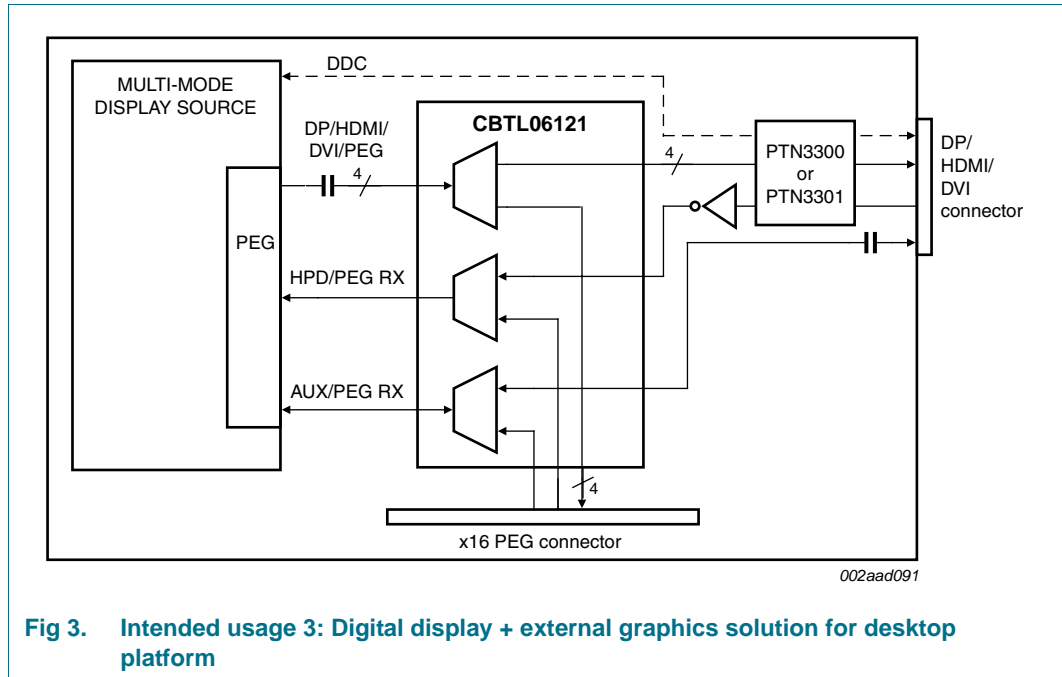 DDC
MULTI-MODE
DISPLAY SOURCE
CBTL06121
DP/HDMI/
DVI/PEG
4
4
PTN3300
or
PTN3301
DP/
HDMI/
DVI
connector
PEG
HPD/PEG RX
AUX/PEG RX
4
x16 PEG connector
002aad091
Fig 3. Intended usage 3: Digital display + external graphics solution for desktop
platform